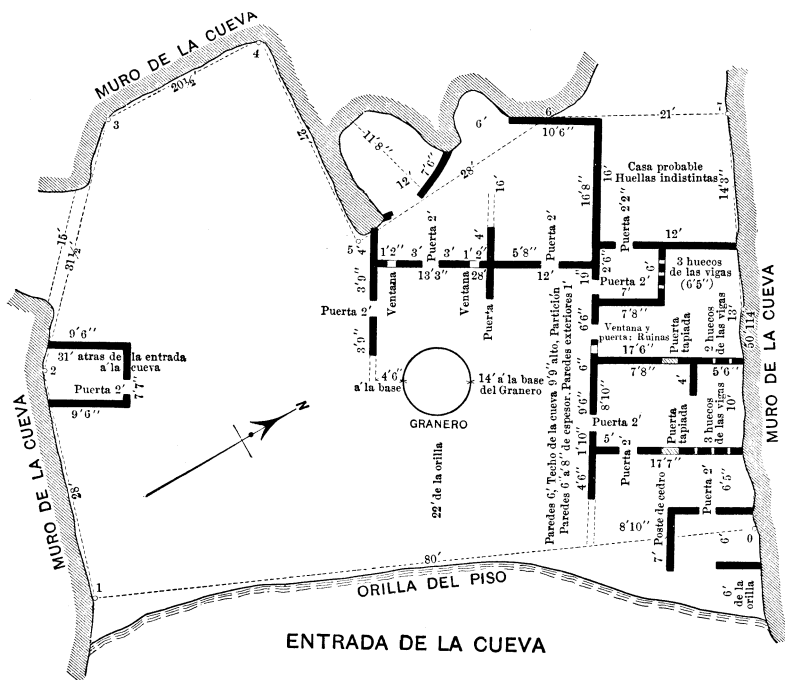 MURO DE LA CUEVA
20½'
4
3
27'
11'8"
12'
7'6"
6'
28'
6
10'6"
21'
7
16'
16'8"
Casa probable
Huellas indistintas
14'3"
Puerta 2'2"
12'
15'
31½
5
4'
1'2"
3'
Puerta 2'
3'
1'2"
4'
16'
Puerta 2'
5'8"
13'3"
28'
12'
19'
2'6"
Puerta 2'
6'
3 huecos
de las vigas
(6'5")
3'9"
Ventana
Ventana
Puerta
Puerta 2'
3'9"
7'
7'8"
6'6"
Ventana y
puerta: Ruinas
Puerta
tapiada
2 huecos
de las vigas
13'
50'
114'
MURO DE LA CUEVA
9'6"
31' atras de la entrada
a' la cueva
2
Puerta 2'
7'7"
9'6"
17'6"
7'8"
5'6"
4'6"
a' la base
14' a' la base
del Granero
GRANERO
Paredes 6', Techo de la cueva 9'9" alto, Partición
Paredes 6" a' 8" de espesor. Paredes exteriores 1'
6"
9'6"
8'10"
4'
Puerta
tapiada
3 huecos
de las vigas
10'
Puerta 2'
1'10"
5'
Puerta 2'
17'7"
4'6"
N
22' de la orilla
MURO DE LA CUEVA
28'
8'10"
Poste de cedro
7'
Puerta 2'
6'5"
6'
0
80'
1
6'
de la
orilla
ORILLA DEL PISO
ENTRADA DE LA CUEVA